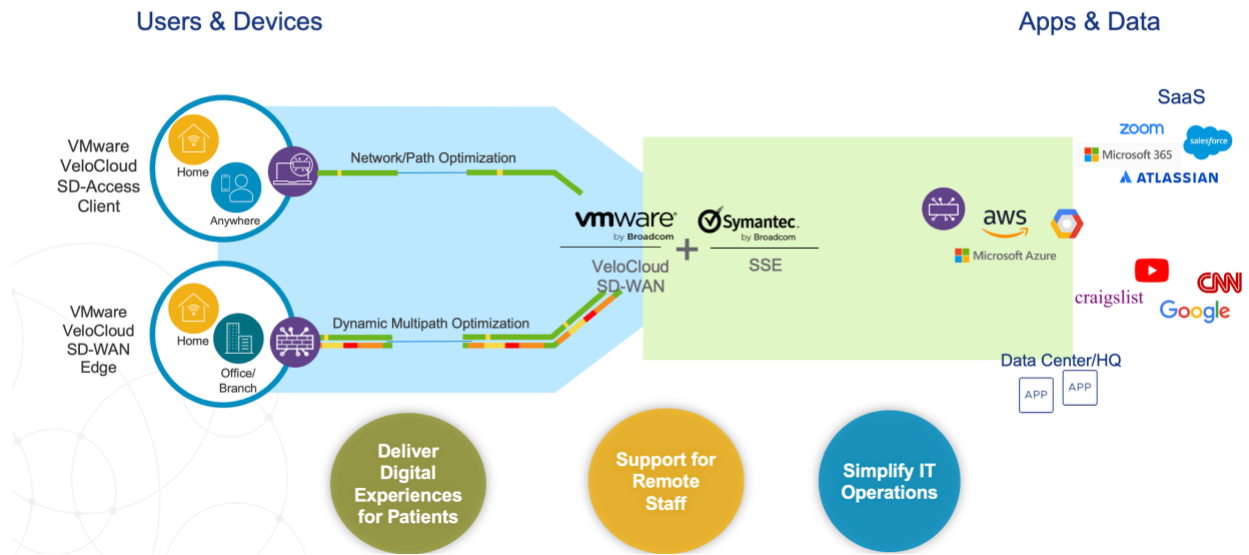 Users & Devices
Apps & Data
VMware
VeloCloud
SD-Access
Client
Home
Anywhere
Network/Path Optimization
vmware®
by Broadcom
VeloCloud
SD-WAN
+
Symantec.
by Broadcom
SSE
aws
Microsoft Azure
SaaS
zoom
salesforce
Microsoft 365
ATLASSIAN
CNN
craigslist
Google
VMware
VeloCloud
SD-WAN
Edge
Home
Office/
Branch
Dynamic Multipath Optimization
Data Center/HQ
APP
APP
Deliver
Digital
Experiences
for Patients
Support for
Remote
Staff
Simplify IT
Operations